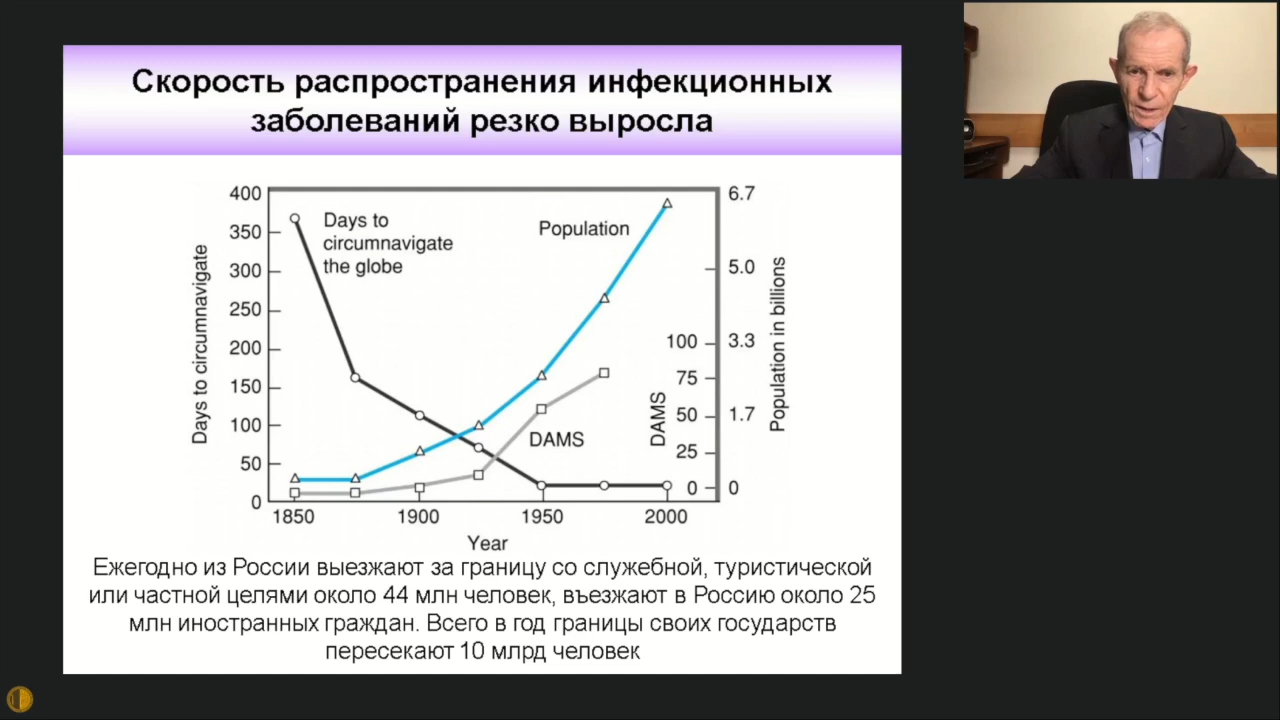 Скорость распространения инфекционных
заболеваний резко выросла
400
350
300
250
200
150
100
50
0
Days to circumnavigate
Days to
circumnavigate
the globe
Population
DAMS
100
75
50
25
0
DAMS
6.7
5.0
3.3
1.7
0
Population in billions
1850
1900
1950
2000
Year
Ежегодно из России выезжают за границу со служебной, туристической
или частной целями около 44 млн человек, въезжают в Россию около 25
млн иностранных граждан. Всего в год границы своих государств
пересекают 10 млрд человек